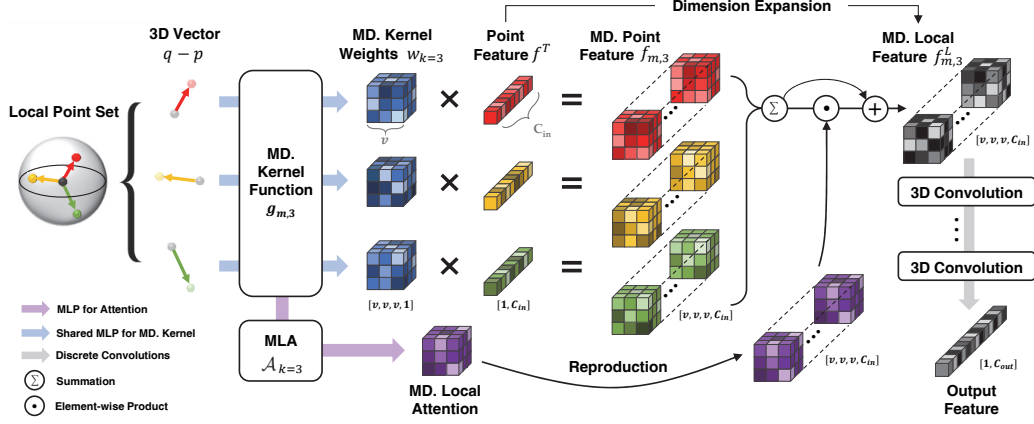 Dimension Expansion
3D Vector
q − p
MD. Kernel
Weights w_{k=3}
Point
Feature f^T
MD. Point
Feature f_{m,3}
MD. Local
Feature f^L_{m,3}
Local Point Set
MD.
Kernel
Function
g_{m,3}
v
C_in
Σ
[v, v, v, C_in]
3D Convolution
3D Convolution
[v, v, v, 1]
[1, C_in]
[v, v, v, C_in]
MLP for Attention
Shared MLP for MD. Kernel
Discrete Convolutions
Σ Summation
Element-wise Product
MLA
A_{k=3}
MD. Local
Attention
Reproduction
[v, v, v, C_in]
[1, C_out]
Output
Feature